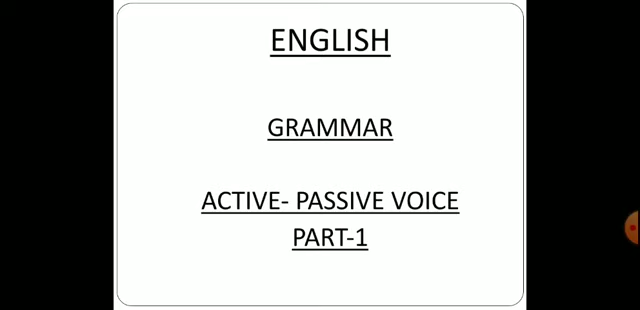 ENGLISH
GRAMMAR
ACTIVE- PASSIVE VOICE
PART-1